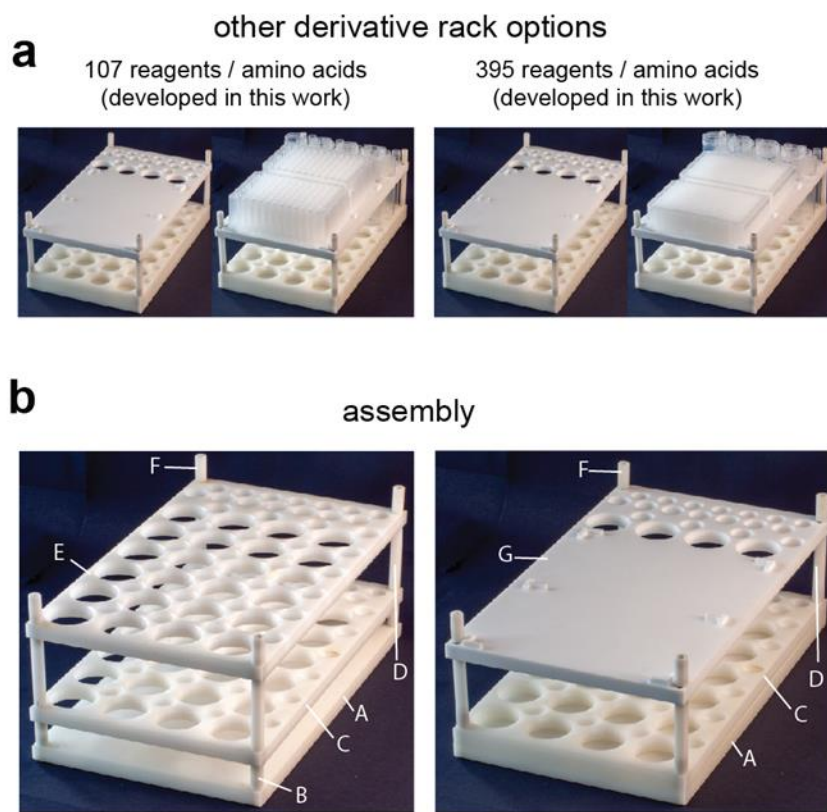 other derivative rack options
a
107 reagents / amino acids
(developed in this work)
395 reagents / amino acids
(developed in this work)
b
assembly
F
E
D
A
C
B
F
G
D
C
A